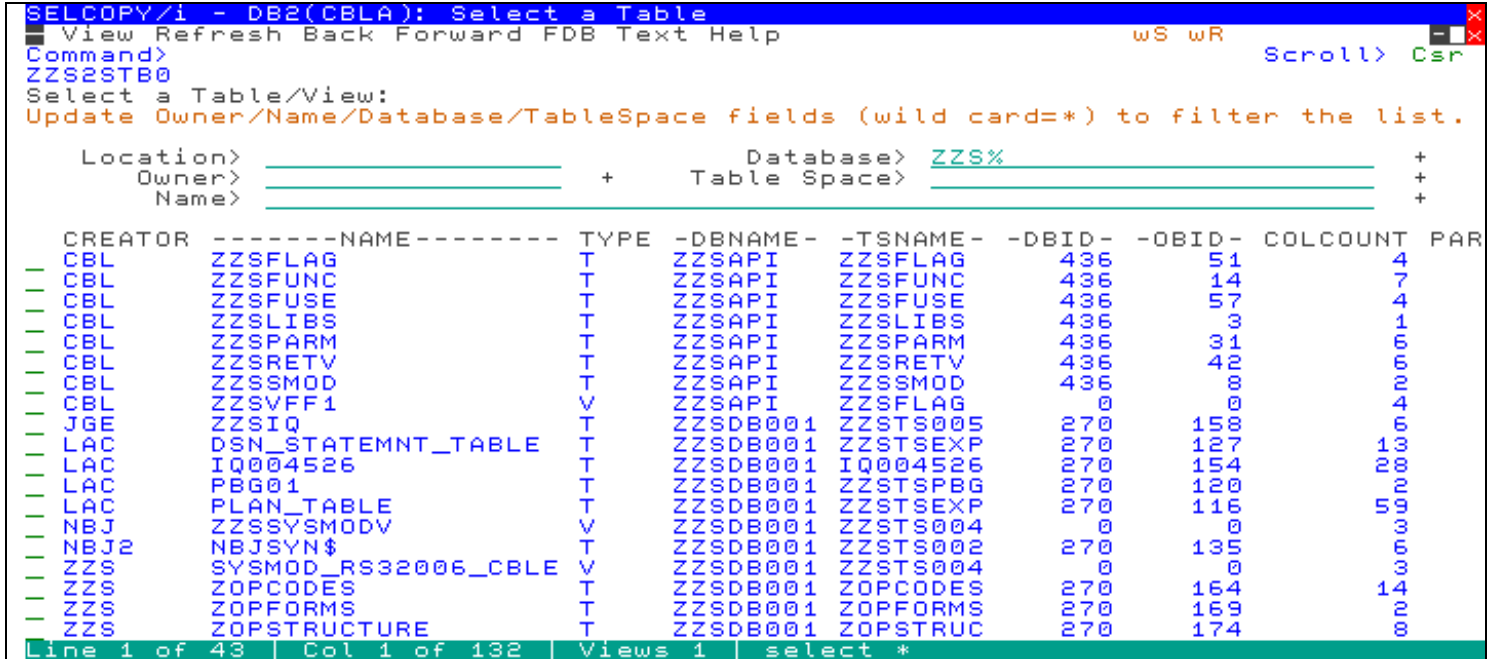 SELCOPY/i - DB2(CBLA): Select a Table
View Refresh Back Forward FDB Text Help wS wR
Command> Scroll> Csr
ZZS2STB0
Select a Table/View:
Update Owner/Name/Database/TableSpace fields (wild card=*) to filter the list.
Location> Database> ZZS% +
Owner> + Table Space> +
Name> +
CREATOR -------NAME-------- TYPE -DBNAME- -TSNAME- -DBID- -OBID- COLCOUNT PAR
_ CBL ZZSFLAG T ZZSAPI ZZSFLAG 436 51 4
_ CBL ZZSFUNC T ZZSAPI ZZSFUNC 436 14 7
_ CBL ZZSFUSE T ZZSAPI ZZSFUSE 436 57 4
_ CBL ZZSLIBS T ZZSAPI ZZSLIBS 436 3 1
_ CBL ZZSPARM T ZZSAPI ZZSPARM 436 31 6
_ CBL ZZSRETV T ZZSAPI ZZSRETV 436 42 6
_ CBL ZZSSMOD T ZZSAPI ZZSSMOD 436 8 2
_ CBL ZZSVFF1 V ZZSAPI ZZSFLAG 0 0 4
_ JGE ZZSIQ T ZZSDB001 ZZSTS005 270 158 6
_ LAC DSN_STATEMNT_TABLE T ZZSDB001 ZZSTSEXP 270 127 13
_ LAC IQ004526 T ZZSDB001 IQ004526 270 154 28
_ LAC PBG01 T ZZSDB001 ZZSTSPBG 270 120 2
_ LAC PLAN_TABLE T ZZSDB001 ZZSTSEXP 270 116 59
_ NBJ ZZSSYSMODV V ZZSDB001 ZZSTS004 0 0 3
_ NBJ2 NBJSYN$ T ZZSDB001 ZZSTS002 270 135 6
_ ZZS SYSMOD_RS32006_CBLE V ZZSDB001 ZZSTS004 0 0 3
_ ZZS ZOPCODES T ZZSDB001 ZOPCODES 270 164 14
_ ZZS ZOPFORMS T ZZSDB001 ZOPFORMS 270 169 2
_ ZZS ZOPSTRUCTURE T ZZSDB001 ZOPSTRUC 270 174 8
Line 1 of 43 | Col 1 of 132 | Views 1 | select *